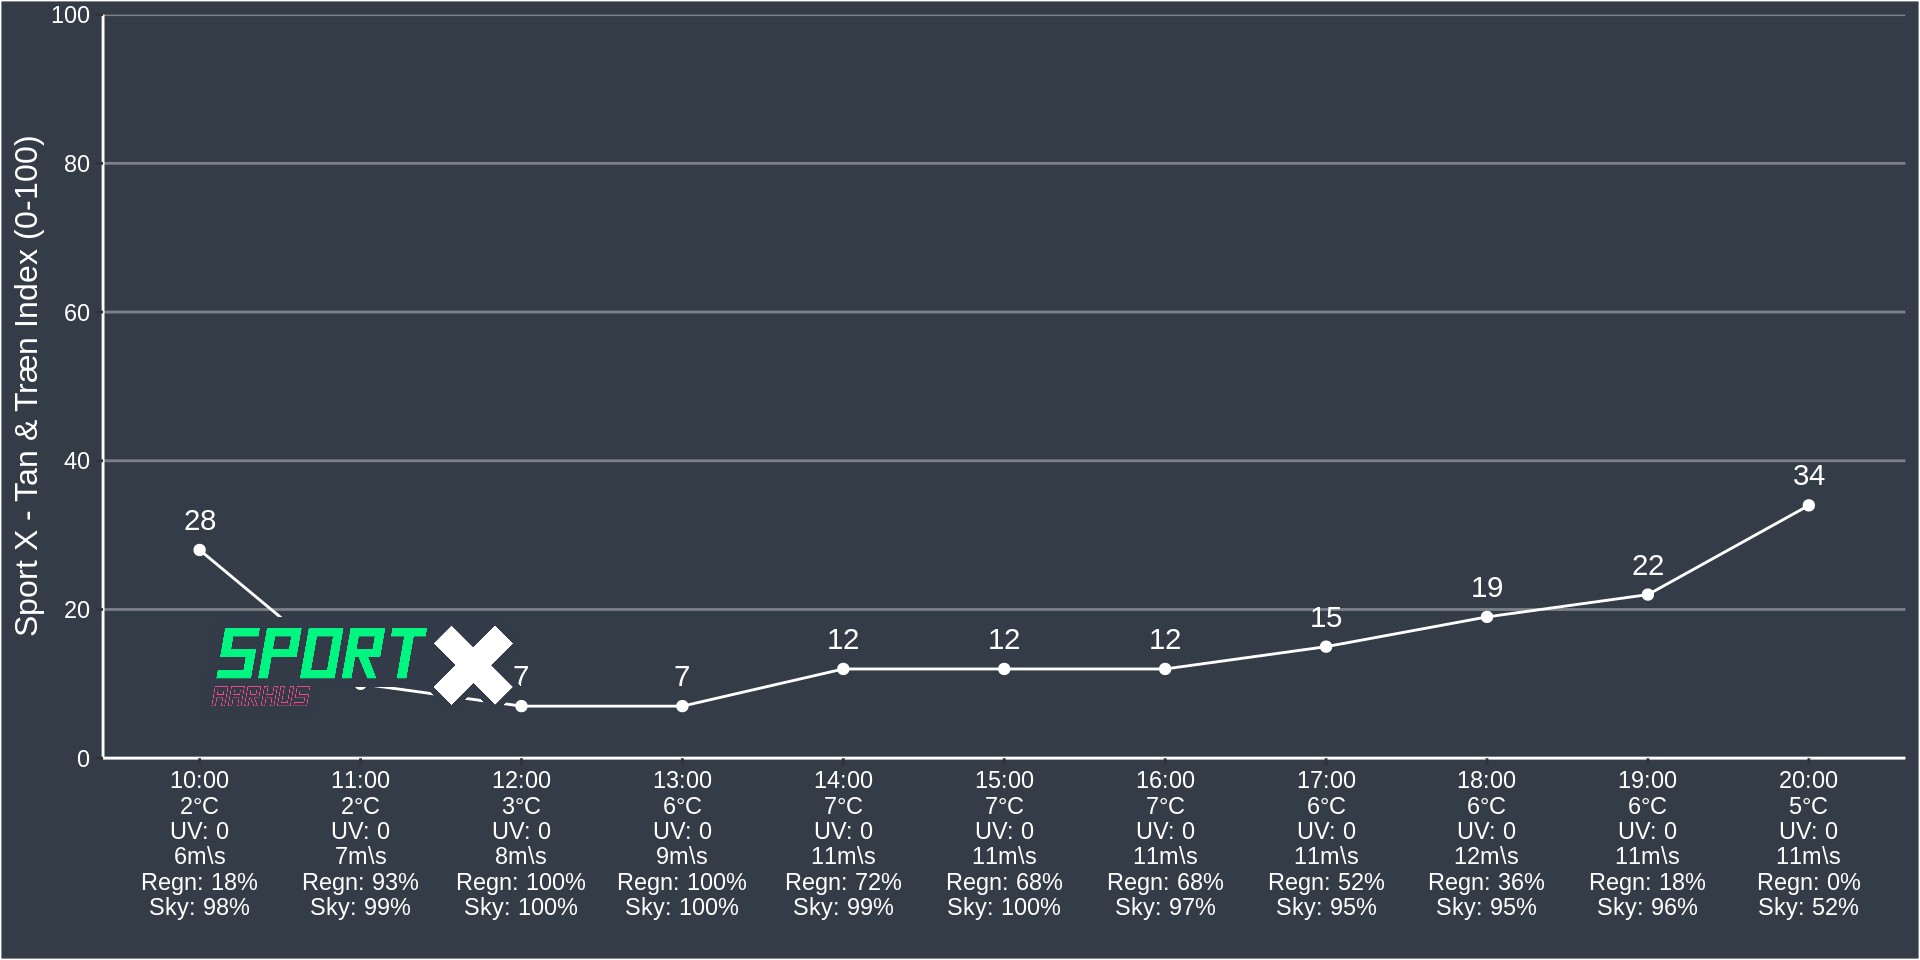 Sport X - Tan & Træn Index (0-100)
100
80
60
40
20
0
28
7
7
12
12
12
15
19
22
34
SPORT X
AARHUS
10:00 11:00 12:00 13:00 14:00 15:00 16:00 17:00 18:00 19:00 20:00
2°C 2°C 3°C 6°C 7°C 7°C 7°C 6°C 6°C 6°C 5°C
UV: 0 UV: 0 UV: 0 UV: 0 UV: 0 UV: 0 UV: 0 UV: 0 UV: 0 UV: 0 UV: 0
6m\s 7m\s 8m\s 9m\s 11m\s 11m\s 11m\s 11m\s 12m\s 11m\s 11m\s
Regn: 18% Regn: 93% Regn: 100% Regn: 100% Regn: 72% Regn: 68% Regn: 68% Regn: 52% Regn: 36% Regn: 18% Regn: 0%
Sky: 98% Sky: 99% Sky: 100% Sky: 100% Sky: 99% Sky: 100% Sky: 97% Sky: 95% Sky: 95% Sky: 96% Sky: 52%